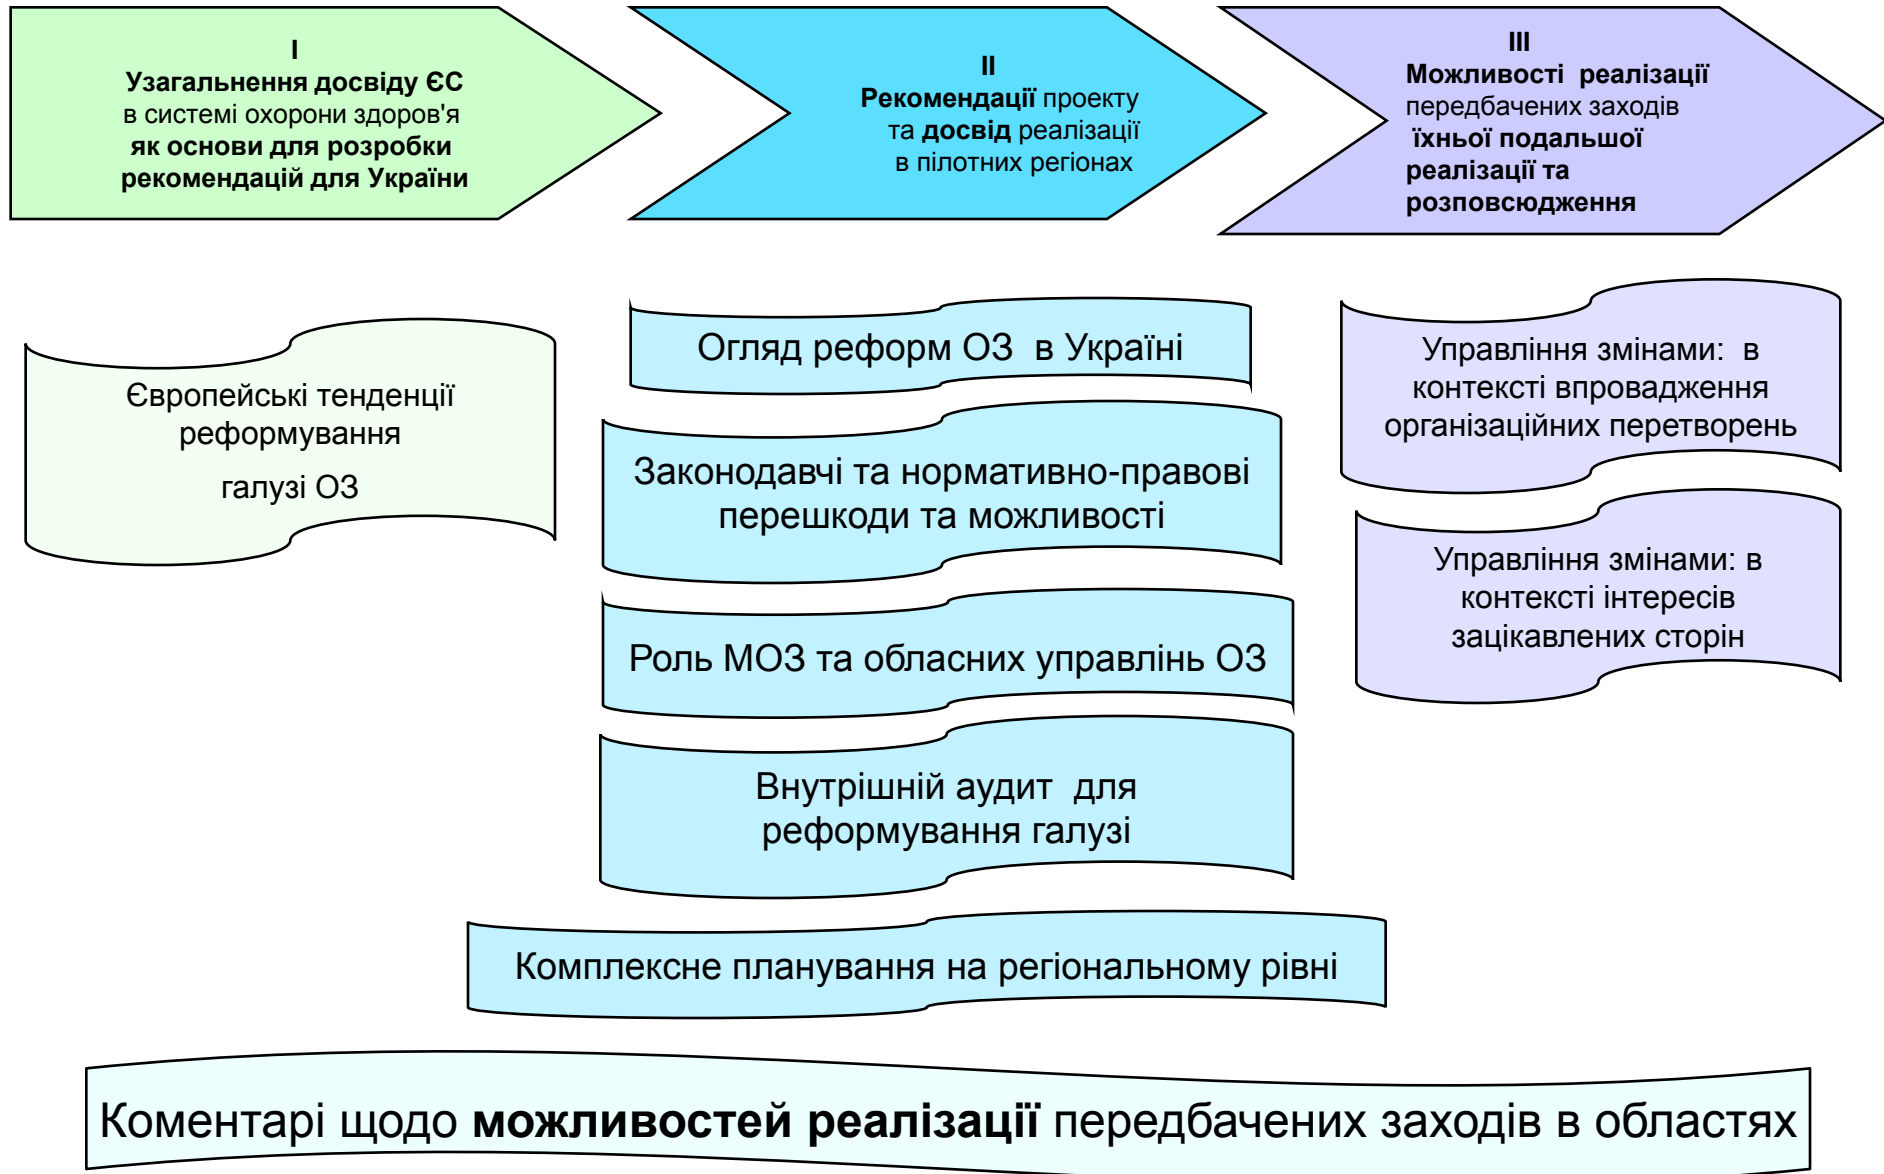 I
Узагальнення досвіду ЄС
в системі охорони здоров'я
як основи для розробки
рекомендацій для України
II
Рекомендації проекту
та досвід реалізації
в пілотних регіонах
III
Можливості реалізації
передбачених заходів
їхньої подальшої
реалізації та
розповсюдження
Європейські тенденції
реформування
галузі ОЗ
Огляд реформ ОЗ в Україні
Законодавчі та нормативно-правові
перешкоди та можливості
Роль МОЗ та обласних управлінь ОЗ
Внутрішній аудит для
реформування галузі
Комплексне планування на регіональному рівні
Управління змінами: в
контексті впровадження
організаційних перетворень
Управління змінами: в
контексті інтересів
зацікавлених сторін
Коментарі щодо можливостей реалізації передбачених заходів в областях